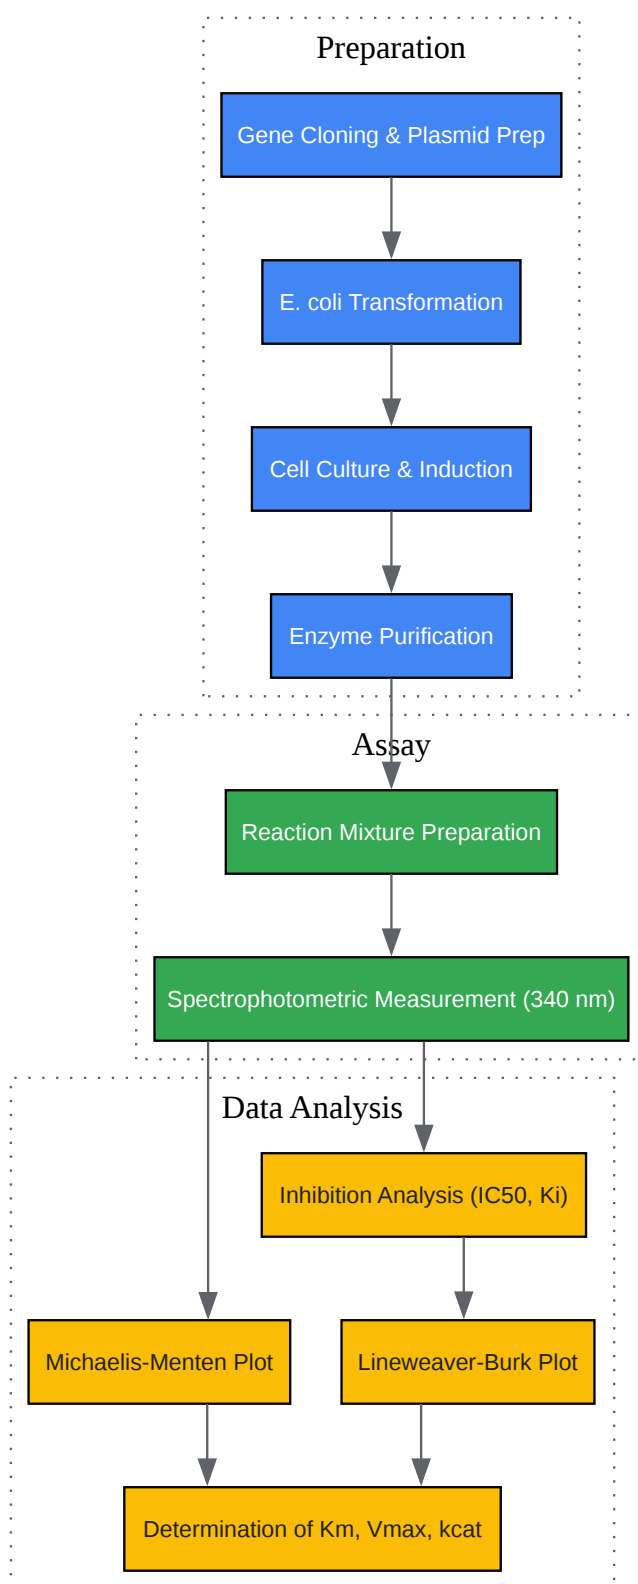 Preparation
Gene Cloning & Plasmid Prep
E. coli Transformation
Cell Culture & Induction
Enzyme Purification
Assay
Reaction Mixture Preparation
Spectrophotometric Measurement (340 nm)
Data Analysis
Inhibition Analysis (IC50, Ki)
Michaelis-Menten Plot
Lineweaver-Burk Plot
Determination of Km, Vmax, kcat